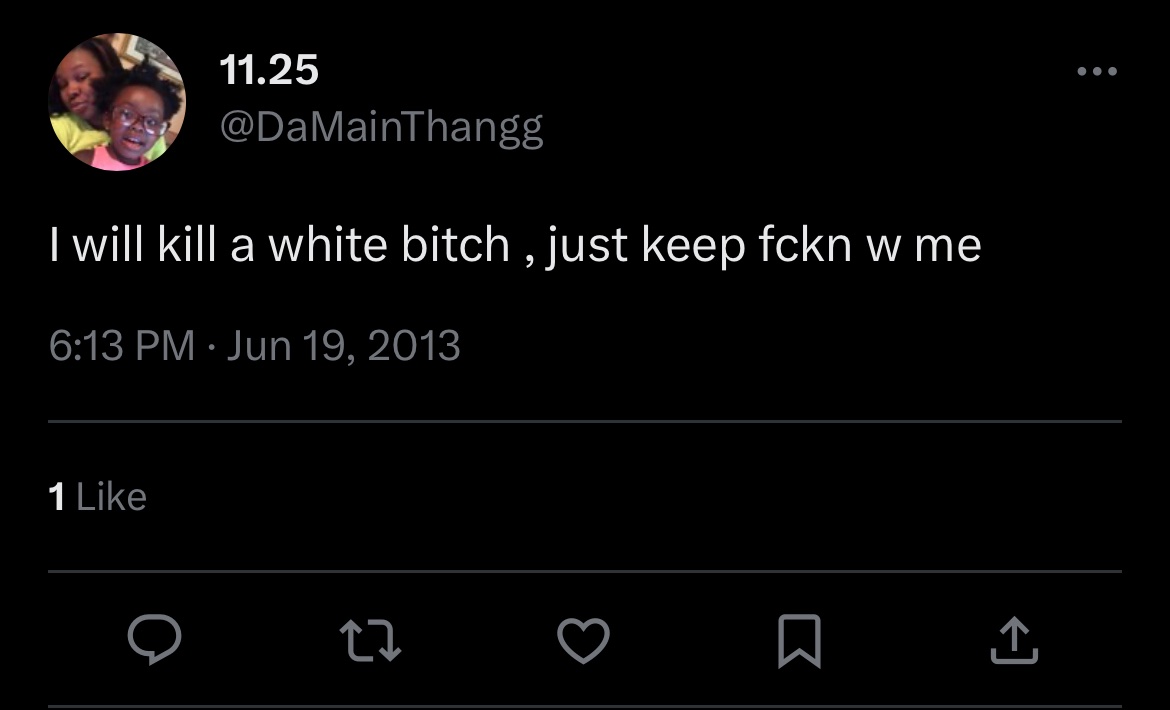 11.25
@DaMainThangg
I will kill a white bitch , just keep fckn w me
6:13 PM · Jun 19, 2013
1 Like